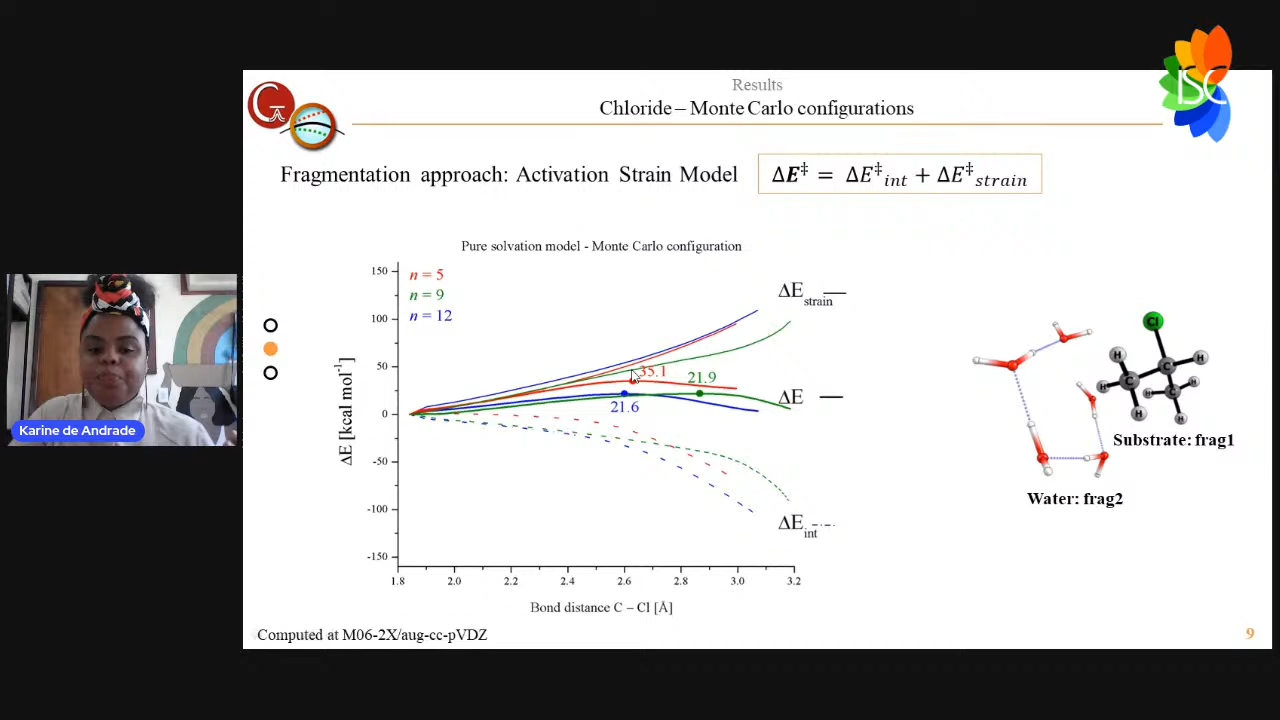 Results
Chloride – Monte Carlo configurations
ISC
C
Fragmentation approach: Activation Strain Model
ΔE‡ = ΔE‡int + ΔE‡strain
Pure solvation model - Monte Carlo configuration
n = 5
n = 9
n = 12
150
100
50
0
-50
-100
-150
ΔE [kcal mol⁻¹]
1.8 2.0 2.2 2.4 2.6 2.8 3.0 3.2
Bond distance C – Cl [Å]
35.1
21.9
21.6
ΔEstrain
ΔE
ΔEint
Cl
H
H
C
H
C
H
C
H
H
H
H
Substrate: frag1
Water: frag2
Karine de Andrade
Computed at M06-2X/aug-cc-pVDZ
9